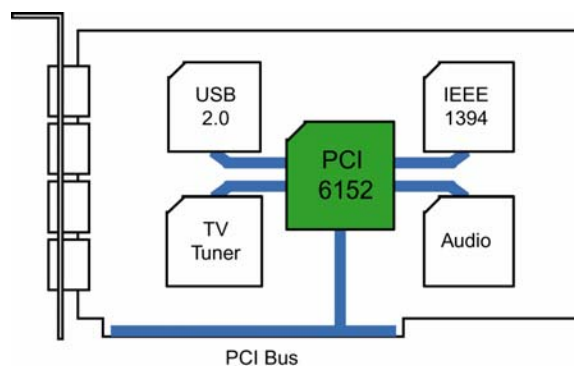 USB
2.0
IEEE
1394
PCI
6152
TV
Tuner
Audio
PCI Bus